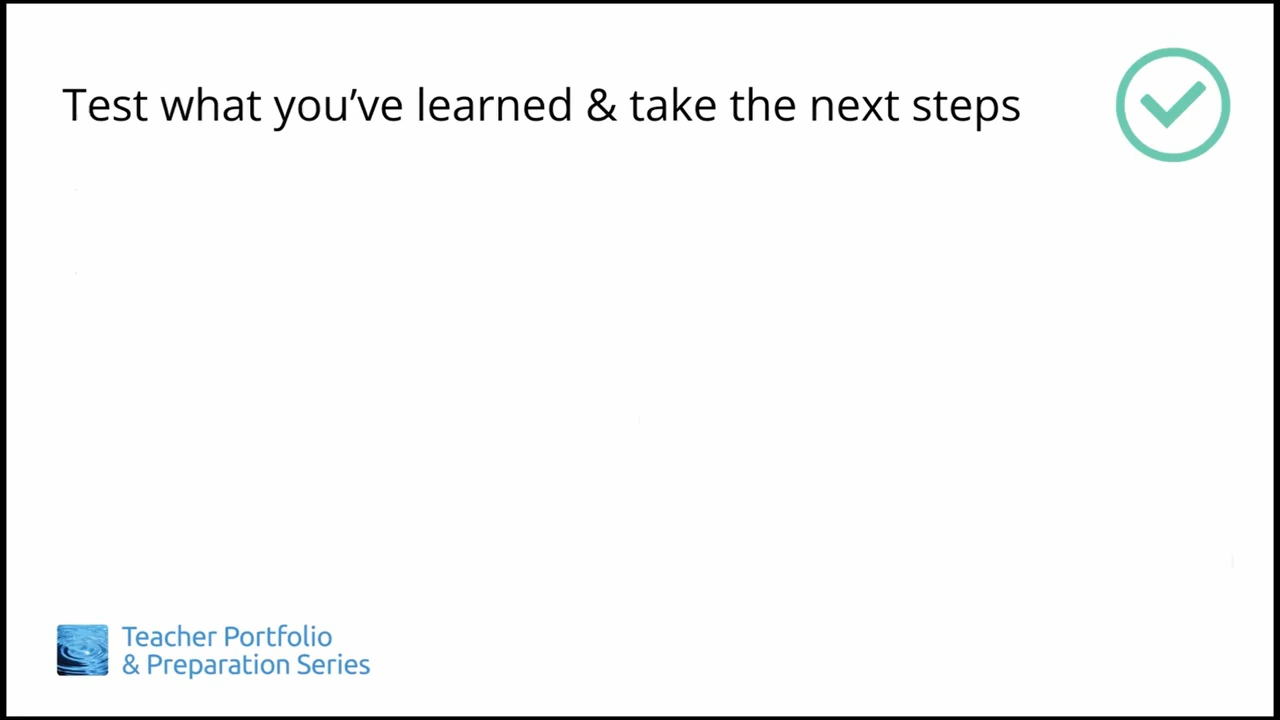 Test what you’ve learned & take the next steps
Teacher Portfolio
& Preparation Series